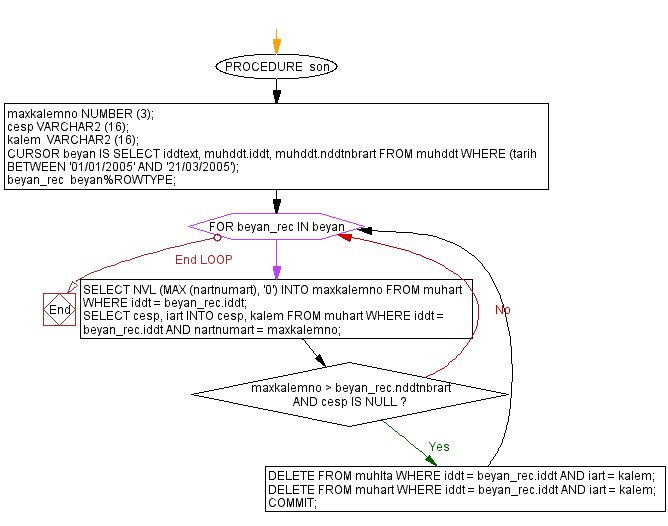 PROCEDURE son
maxkalemno NUMBER (3);
cesp VARCHAR2 (16);
kalem VARCHAR2 (16);
CURSOR beyan IS SELECT iddtext, muhddt.iddt, muhddt.nddtnbrart FROM muhddt WHERE (tarih
BETWEEN '01/01/2005' AND '21/03/2005');
beyan_rec beyan%ROWTYPE;
FOR beyan_rec IN beyan
End LOOP
End
SELECT NVL (MAX (nartnumart), '0') INTO maxkalemno FROM muhart
WHERE iddt = beyan_rec.iddt;
SELECT cesp, iart INTO cesp, kalem FROM muhart WHERE iddt =
beyan_rec.iddt AND nartnumart = maxkalemno;
No
maxkalemno > beyan_rec.nddtnbrart
AND cesp IS NULL ?
Yes
DELETE FROM muhlta WHERE iddt = beyan_rec.iddt AND iart = kalem;
DELETE FROM muhart WHERE iddt = beyan_rec.iddt AND iart = kalem;
COMMIT;